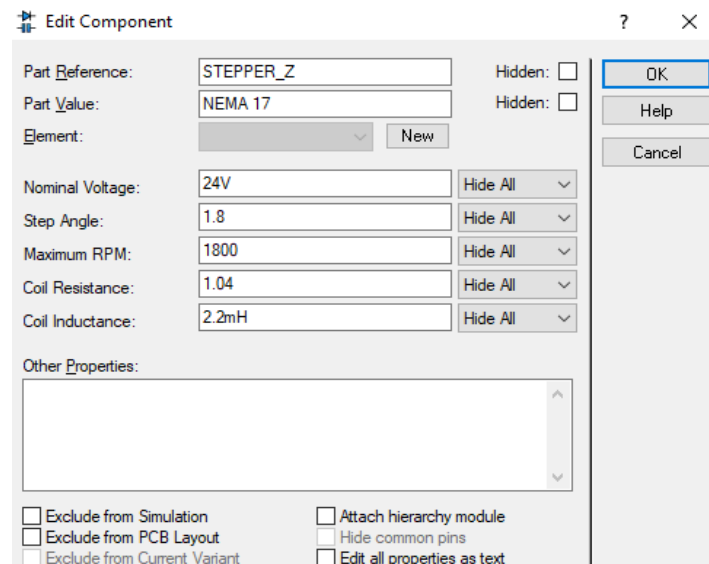 Edit Component ? ×
Part Reference: STEPPER_Z Hidden: OK
Part Value: NEMA 17 Hidden: Help
Element: New
Cancel
Nominal Voltage: 24V Hide All
Step Angle: 1.8 Hide All
Maximum RPM: 1800 Hide All
Coil Resistance: 1.04 Hide All
Coil Inductance: 2.2mH Hide All
Other Properties:
Exclude from Simulation Attach hierarchy module
Exclude from PCB Layout Hide common pins
Exclude from Current Variant Edit all properties as text